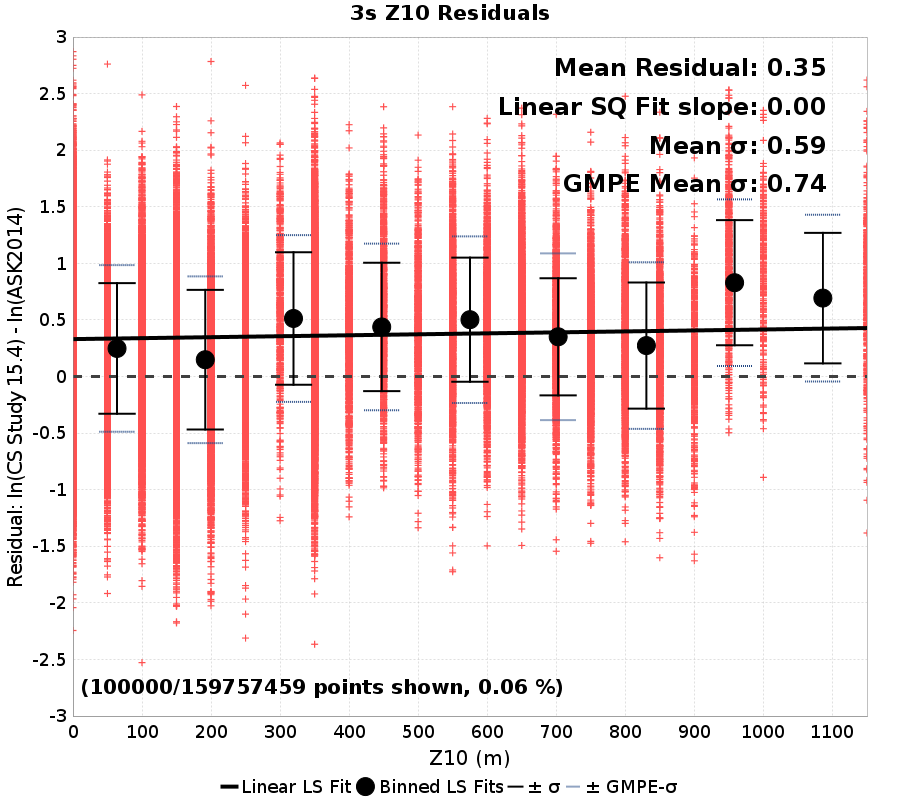 3s Z10 Residuals
Mean Residual: 0.35
Linear SQ Fit slope: 0.00
Mean σ: 0.59
GMPE Mean σ: 0.74
Residual: ln(CS Study 15.4) - ln(ASK2014)
3
2.5
2
1.5
1
0.5
0
-0.5
-1
-1.5
-2
-2.5
-3
(100000/159757459 points shown, 0.06 %)
0 100 200 300 400 500 600 700 800 900 1000 1100
Z10 (m)
Linear LS Fit Binned LS Fits ± σ ± GMPE-σ